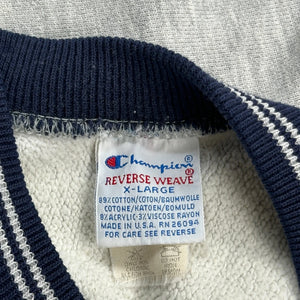 Champion
REVERSE WEAVE®
X-LARGE
89% COTTON/COTON/BAUMWOLLE
COTONE/KATOEN/BOMULD
8% ACRYLIC·3% VISCOSE RAYON
MADE IN U.S.A. RN 26094
FOR CARE SEE REVERSE